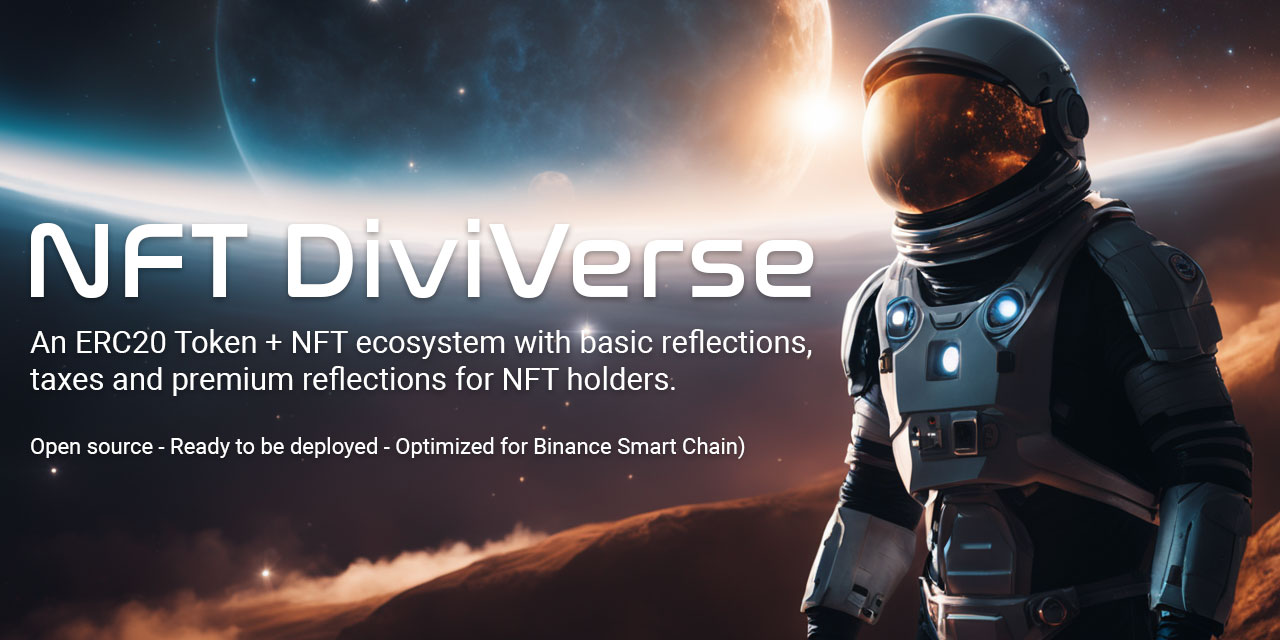 NFT DiviVerse
An ERC20 Token + NFT ecosystem with basic reflections,
taxes and premium reflections for NFT holders.
Open source - Ready to be deployed - Optimized for Binance Smart Chain)